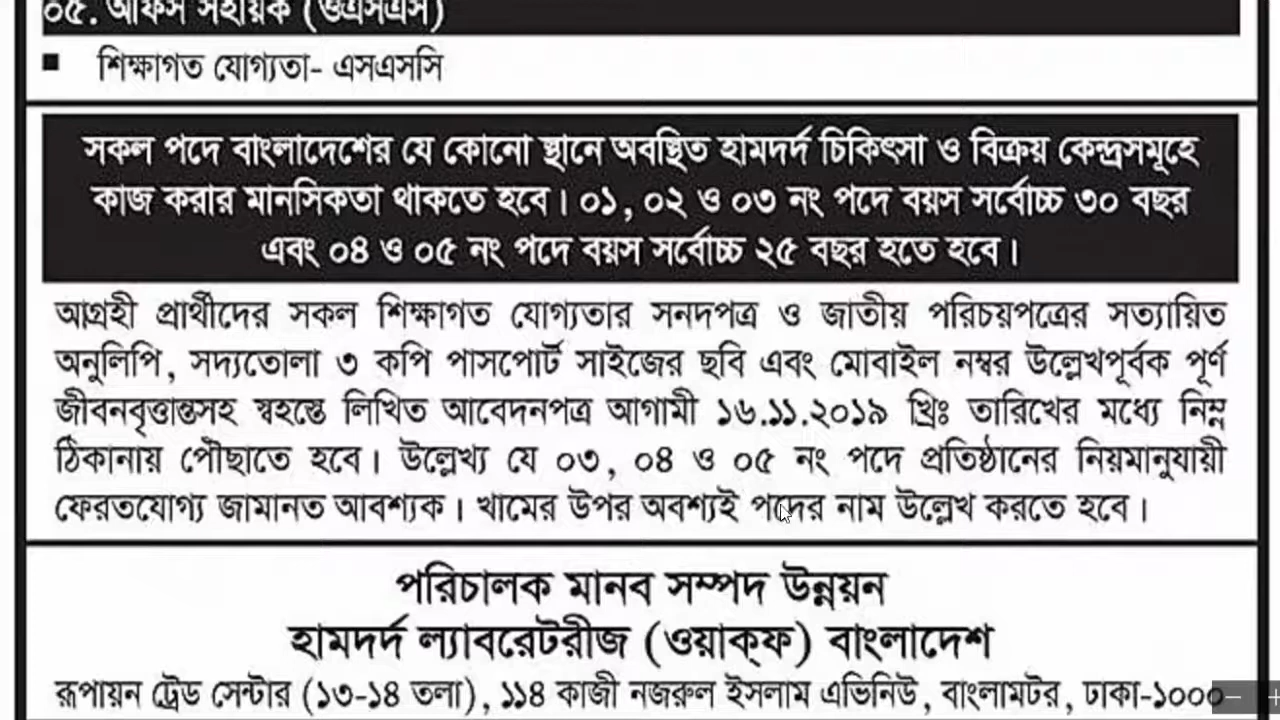 ০৫. অফিস সহায়ক (ওএসএস)
■ শিক্ষাগত যোগ্যতা- এসএসসি
সকল পদে বাংলাদেশের যে কোনো স্থানে অবস্থিত হামদর্দ চিকিৎসা ও বিক্রয় কেন্দ্রসমূহে
কাজ করার মানসিকতা থাকতে হবে। ০১, ০২ ও ০৩ নং পদে বয়স সর্বোচ্চ ৩০ বছর
এবং ০৪ ও ০৫ নং পদে বয়স সর্বোচ্চ ২৫ বছর হতে হবে।
আগ্রহী প্রার্থীদের সকল শিক্ষাগত যোগ্যতার সনদপত্র ও জাতীয় পরিচয়পত্রের সত্যায়িত
অনুলিপি, সদ্যতোলা ৩ কপি পাসপোর্ট সাইজের ছবি এবং মোবাইল নম্বর উল্লেখপূর্বক পূর্ণ
জীবনবৃত্তান্তসহ স্বহস্তে লিখিত আবেদনপত্র আগামী ১৬.১১.২০১৯ খ্রিঃ তারিখের মধ্যে নিম্ন
ঠিকানায় পৌঁছাতে হবে। উল্লেখ্য যে ০৩, ০৪ ও ০৫ নং পদে প্রতিষ্ঠানের নিয়মানুযায়ী
ফেরতযোগ্য জামানত আবশ্যক। খামের উপর অবশ্যই পদের নাম উল্লেখ করতে হবে।
পরিচালক মানব সম্পদ উন্নয়ন
হামদর্দ ল্যাবরেটরীজ (ওয়াক্‌ফ) বাংলাদেশ
রূপায়ন ট্রেড সেন্টার (১৩-১৪ তলা), ১১৪ কাজী নজরুল ইসলাম এভিনিউ, বাংলামটর, ঢাকা-১০০০